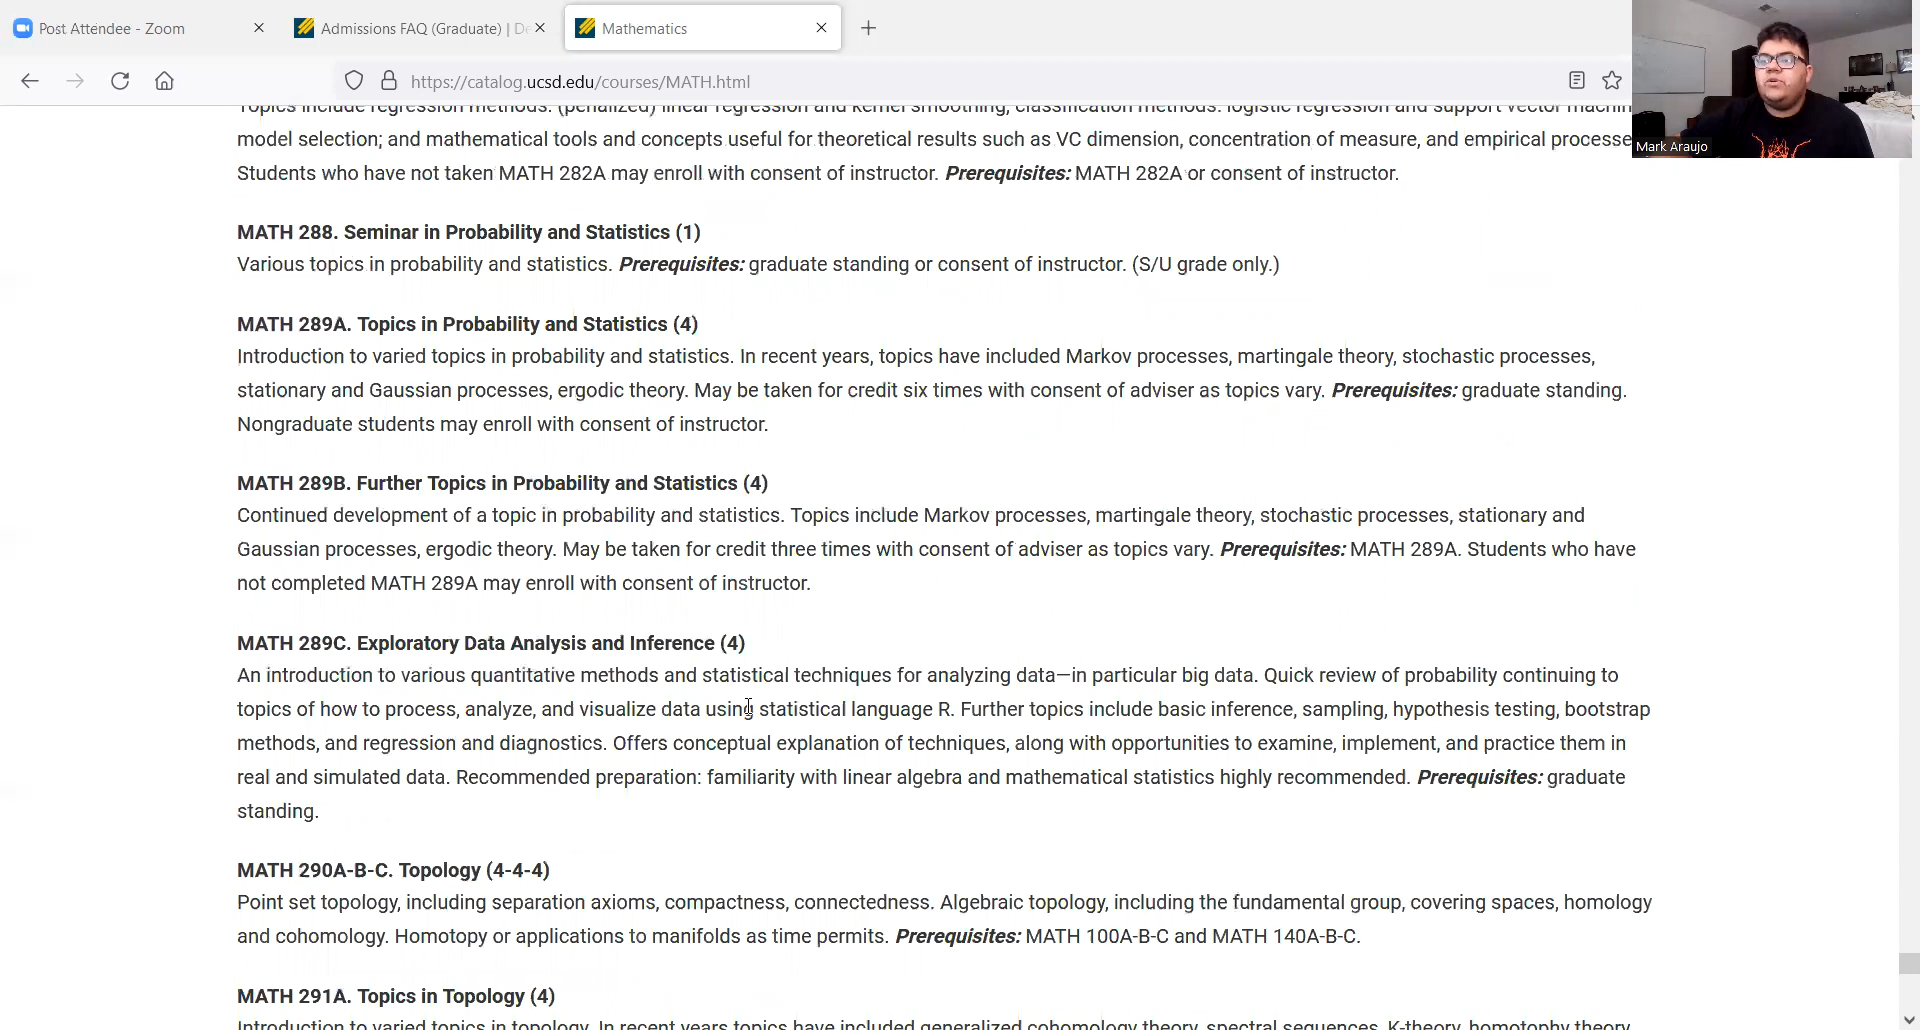 Post Attendee - Zoom
Admissions FAQ (Graduate) | De
Mathematics
https://catalog.ucsd.edu/courses/MATH.html
Mark Araujo
Topics include regression methods: (penalized) linear regression and kernel smoothing; classification methods: logistic regression and support vector machin
model selection; and mathematical tools and concepts useful for theoretical results such as VC dimension, concentration of measure, and empirical processe
Students who have not taken MATH 282A may enroll with consent of instructor. Prerequisites: MATH 282A or consent of instructor.
MATH 288. Seminar in Probability and Statistics (1)
Various topics in probability and statistics. Prerequisites: graduate standing or consent of instructor. (S/U grade only.)
MATH 289A. Topics in Probability and Statistics (4)
Introduction to varied topics in probability and statistics. In recent years, topics have included Markov processes, martingale theory, stochastic processes,
stationary and Gaussian processes, ergodic theory. May be taken for credit six times with consent of adviser as topics vary. Prerequisites: graduate standing.
Nongraduate students may enroll with consent of instructor.
MATH 289B. Further Topics in Probability and Statistics (4)
Continued development of a topic in probability and statistics. Topics include Markov processes, martingale theory, stochastic processes, stationary and
Gaussian processes, ergodic theory. May be taken for credit three times with consent of adviser as topics vary. Prerequisites: MATH 289A. Students who have
not completed MATH 289A may enroll with consent of instructor.
MATH 289C. Exploratory Data Analysis and Inference (4)
An introduction to various quantitative methods and statistical techniques for analyzing data—in particular big data. Quick review of probability continuing to
topics of how to process, analyze, and visualize data using statistical language R. Further topics include basic inference, sampling, hypothesis testing, bootstrap
methods, and regression and diagnostics. Offers conceptual explanation of techniques, along with opportunities to examine, implement, and practice them in
real and simulated data. Recommended preparation: familiarity with linear algebra and mathematical statistics highly recommended. Prerequisites: graduate
standing.
MATH 290A-B-C. Topology (4-4-4)
Point set topology, including separation axioms, compactness, connectedness. Algebraic topology, including the fundamental group, covering spaces, homology
and cohomology. Homotopy or applications to manifolds as time permits. Prerequisites: MATH 100A-B-C and MATH 140A-B-C.
MATH 291A. Topics in Topology (4)
Introduction to varied topics in topology. In recent years topics have included generalized cohomology theory, spectral sequences, K-theory, homotophy theory.